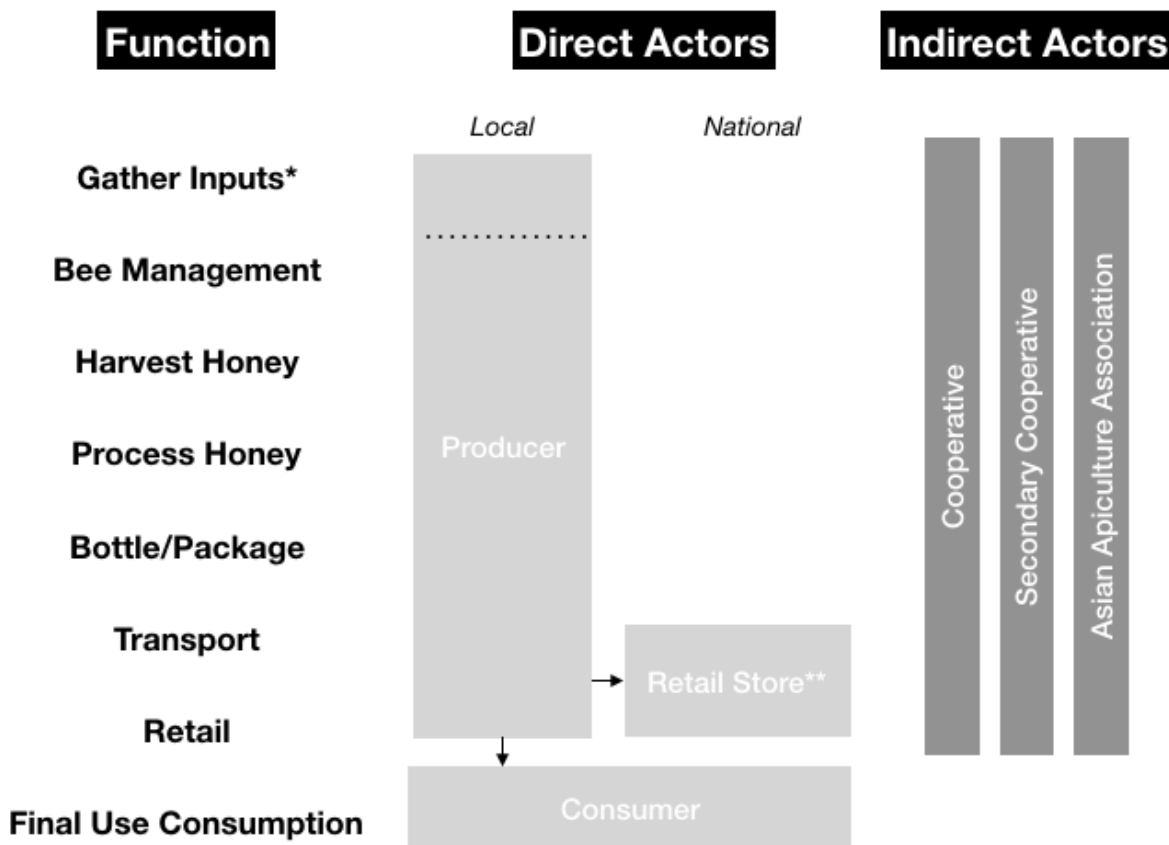 Function
Direct Actors
Indirect Actors
Local
National
Gather Inputs*
Bee Management
Harvest Honey
Process Honey
Bottle/Package
Transport
Retail
Final Use Consumption
Producer
Retail Store**
Consumer
Cooperative
Secondary Cooperative
Asian Apiculture Association